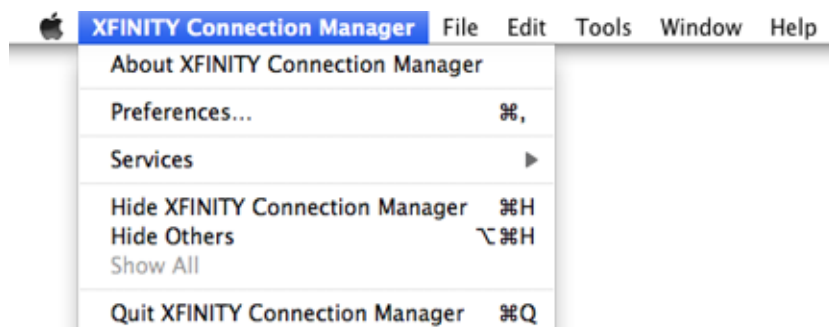 XFINITY Connection Manager File Edit Tools Window Help
About XFINITY Connection Manager
Preferences... ⌘,
Services ▶
Hide XFINITY Connection Manager ⌘H
Hide Others ⌥⌘H
Show All
Quit XFINITY Connection Manager ⌘Q